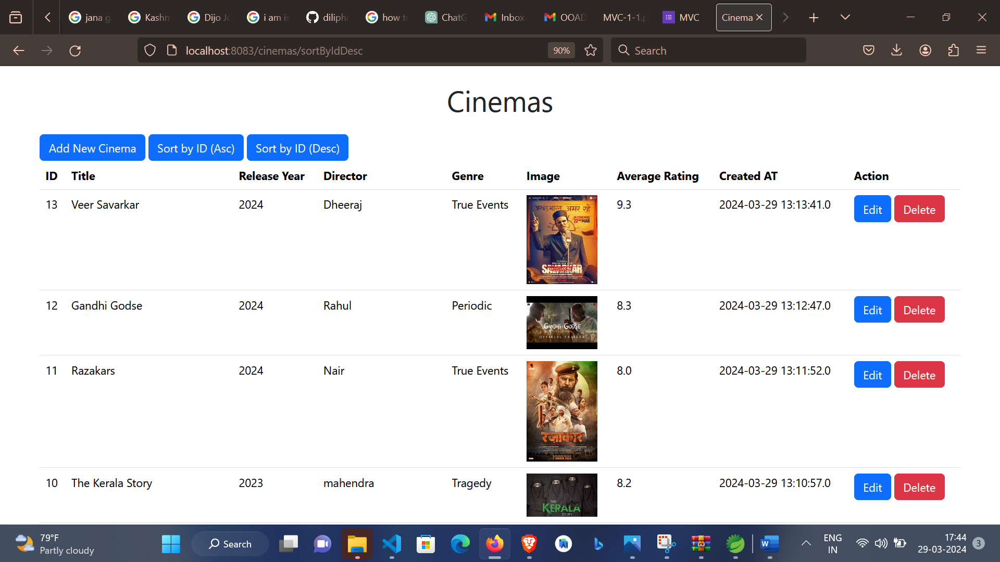 jana g
Kashm
Dijo Jo
i am is
diliph
how to
ChatG
Inbox
OOAD
MVC-1-1.p
MVC
Cinema
localhost:8083/cinemas/sortByIdDesc
90%
Search
Cinemas
Add New Cinema
Sort by ID (Asc)
Sort by ID (Desc)
ID Title Release Year Director Genre Image Average Rating Created AT Action
13 Veer Savarkar 2024 Dheeraj True Events 9.3 2024-03-29 13:13:41.0 Edit Delete
अखंड भारत अमर रहे
IN CINEMAS
22ND MAR
SAVARKAR
12 Gandhi Godse 2024 Rahul Periodic 8.3 2024-03-29 13:12:47.0 Edit Delete
GANDHI GODSE
OFFICIAL TRAILER
11 Razakars 2024 Nair True Events 8.0 2024-03-29 13:11:52.0 Edit Delete
रज़ाकार
1ST MARCH 2024
10 The Kerala Story 2023 mahendra Tragedy 8.2 2024-03-29 13:10:57.0 Edit Delete
THE
KERALA
STORY
79°F
Partly cloudy
Search
ENG
IN
17:44
29-03-2024
3